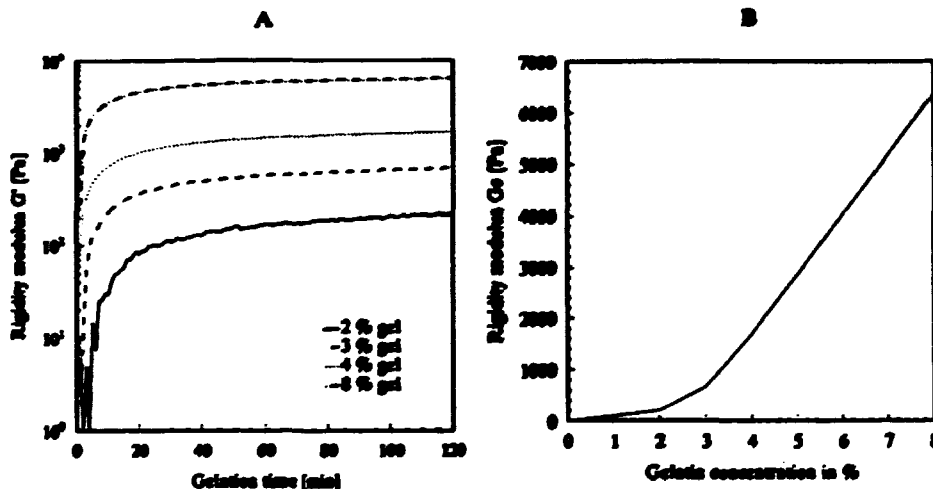 A
B
Rigidity modulus G' [Pa]
10⁴
10³
10²
10¹
10⁰
0
20
40
60
80
100
120
Gelation time [min]
2 % gel
3 % gel
4 % gel
8 % gel
Rigidity modulus Go [Pa]
7000
6000
5000
4000
3000
2000
1000
0
0
1
2
3
4
5
6
7
8
Gelatin concentration in %